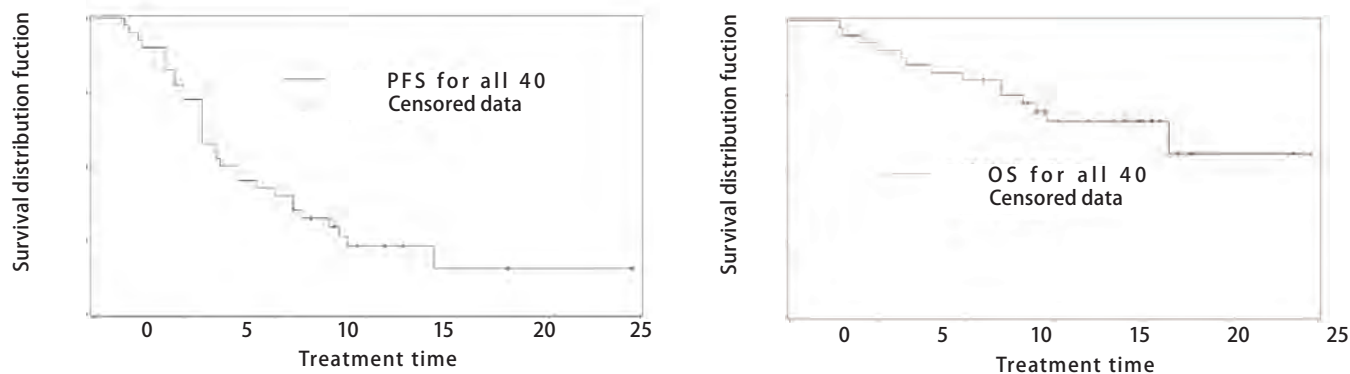 Survival distribution fuction
PFS for all 40
Censored data
0 5 10 15 20 25
Treatment time
Survival distribution fuction
OS for all 40
Censored data
0 5 10 15 20 25
Treatment time